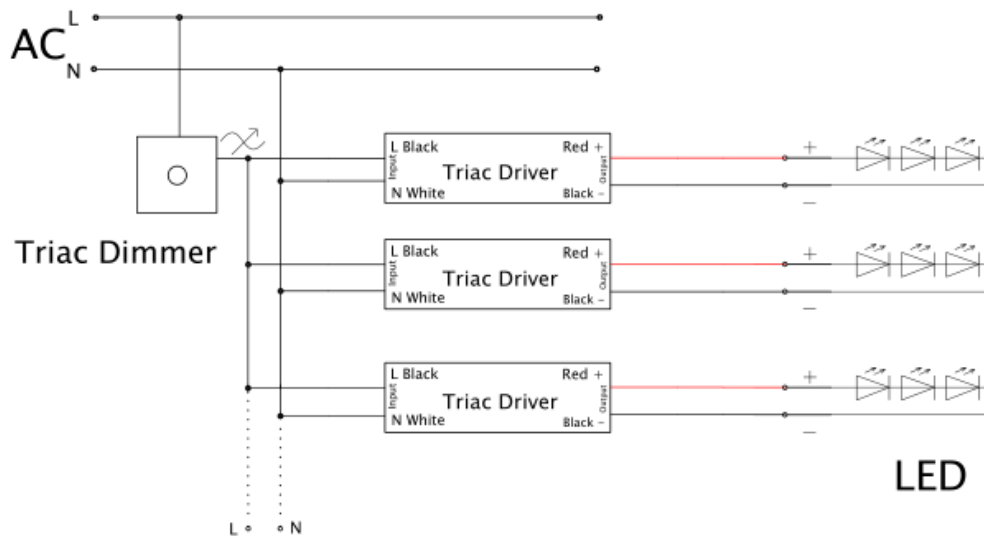 L
AC
N
Triac Dimmer
L Black
Red +
Input
Triac Driver
Output
N White
Black -
+
−
L Black
Red +
Input
Triac Driver
Output
N White
Black -
+
−
L Black
Red +
Input
Triac Driver
Output
N White
Black -
+
−
LED
L
N